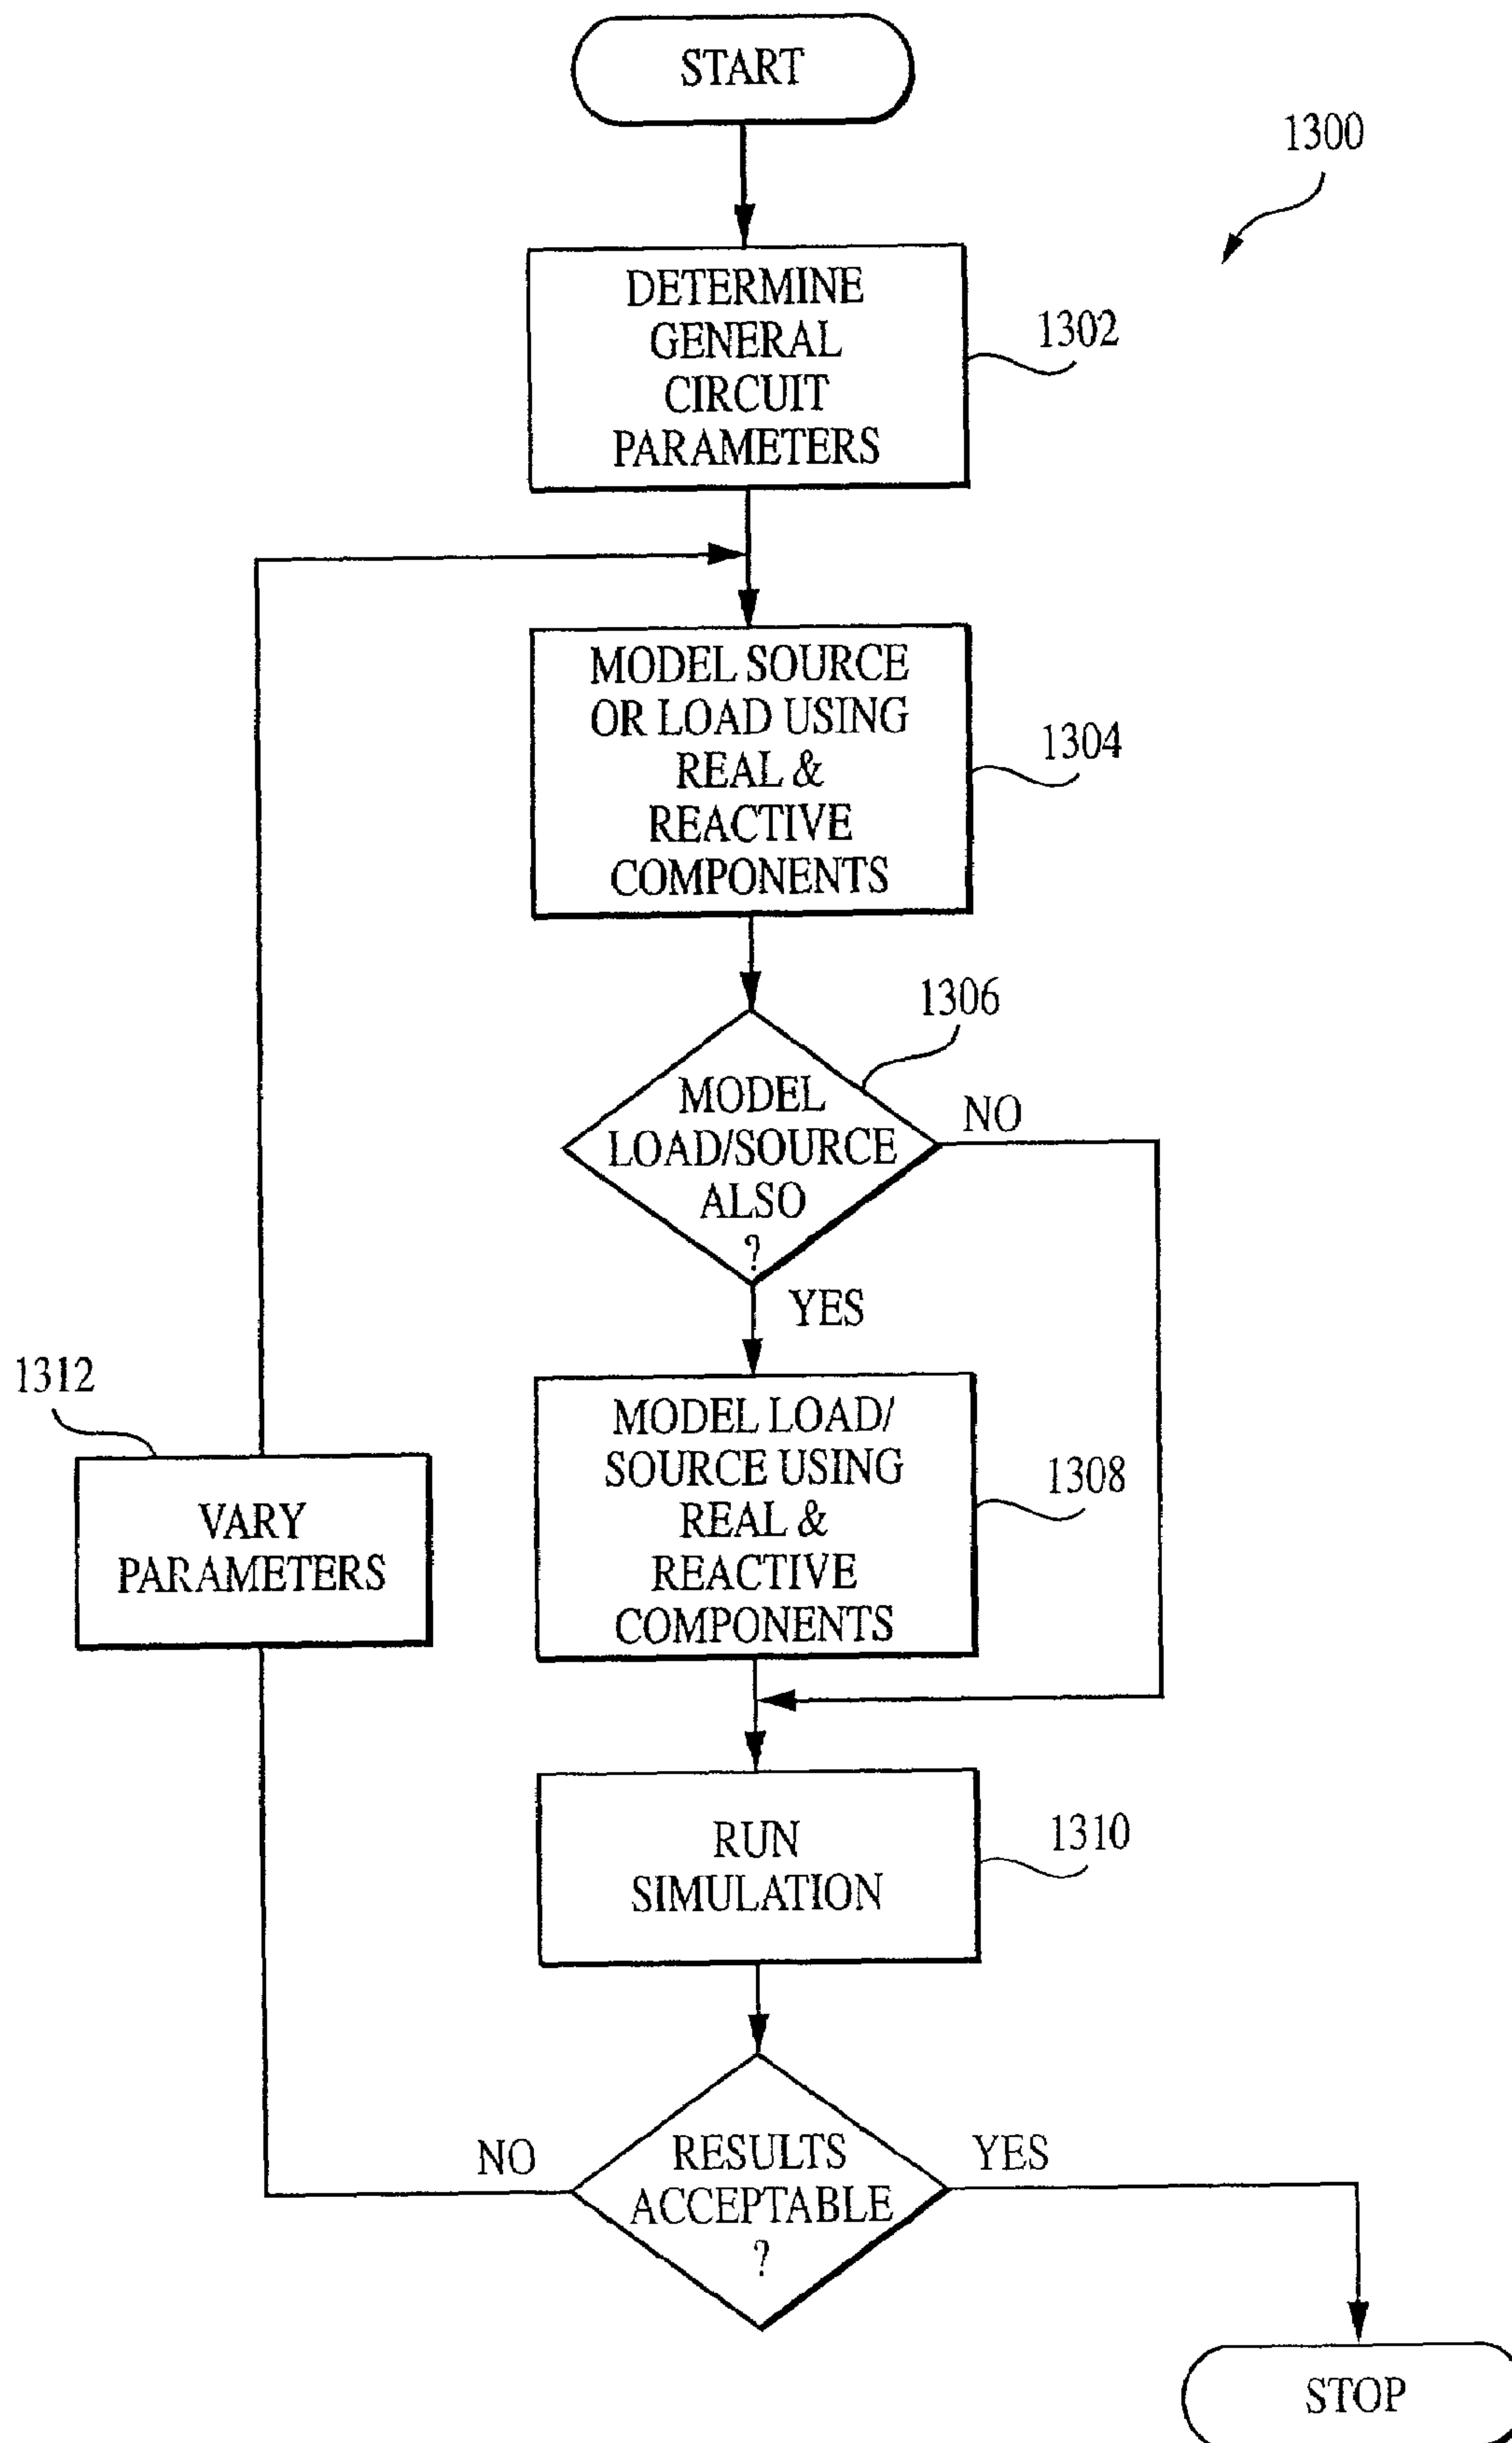 START
1300
DETERMINE
GENERAL
CIRCUIT
PARAMETERS
1302
MODEL SOURCE
OR LOAD USING
REAL &
REACTIVE
COMPONENTS
1304
1306
MODEL
LOAD/SOURCE
ALSO
?
NO
YES
1312
VARY
PARAMETERS
MODEL LOAD/
SOURCE USING
REAL &
REACTIVE
COMPONENTS
1308
RUN
SIMULATION
1310
NO
RESULTS
ACCEPTABLE
?
YES
STOP